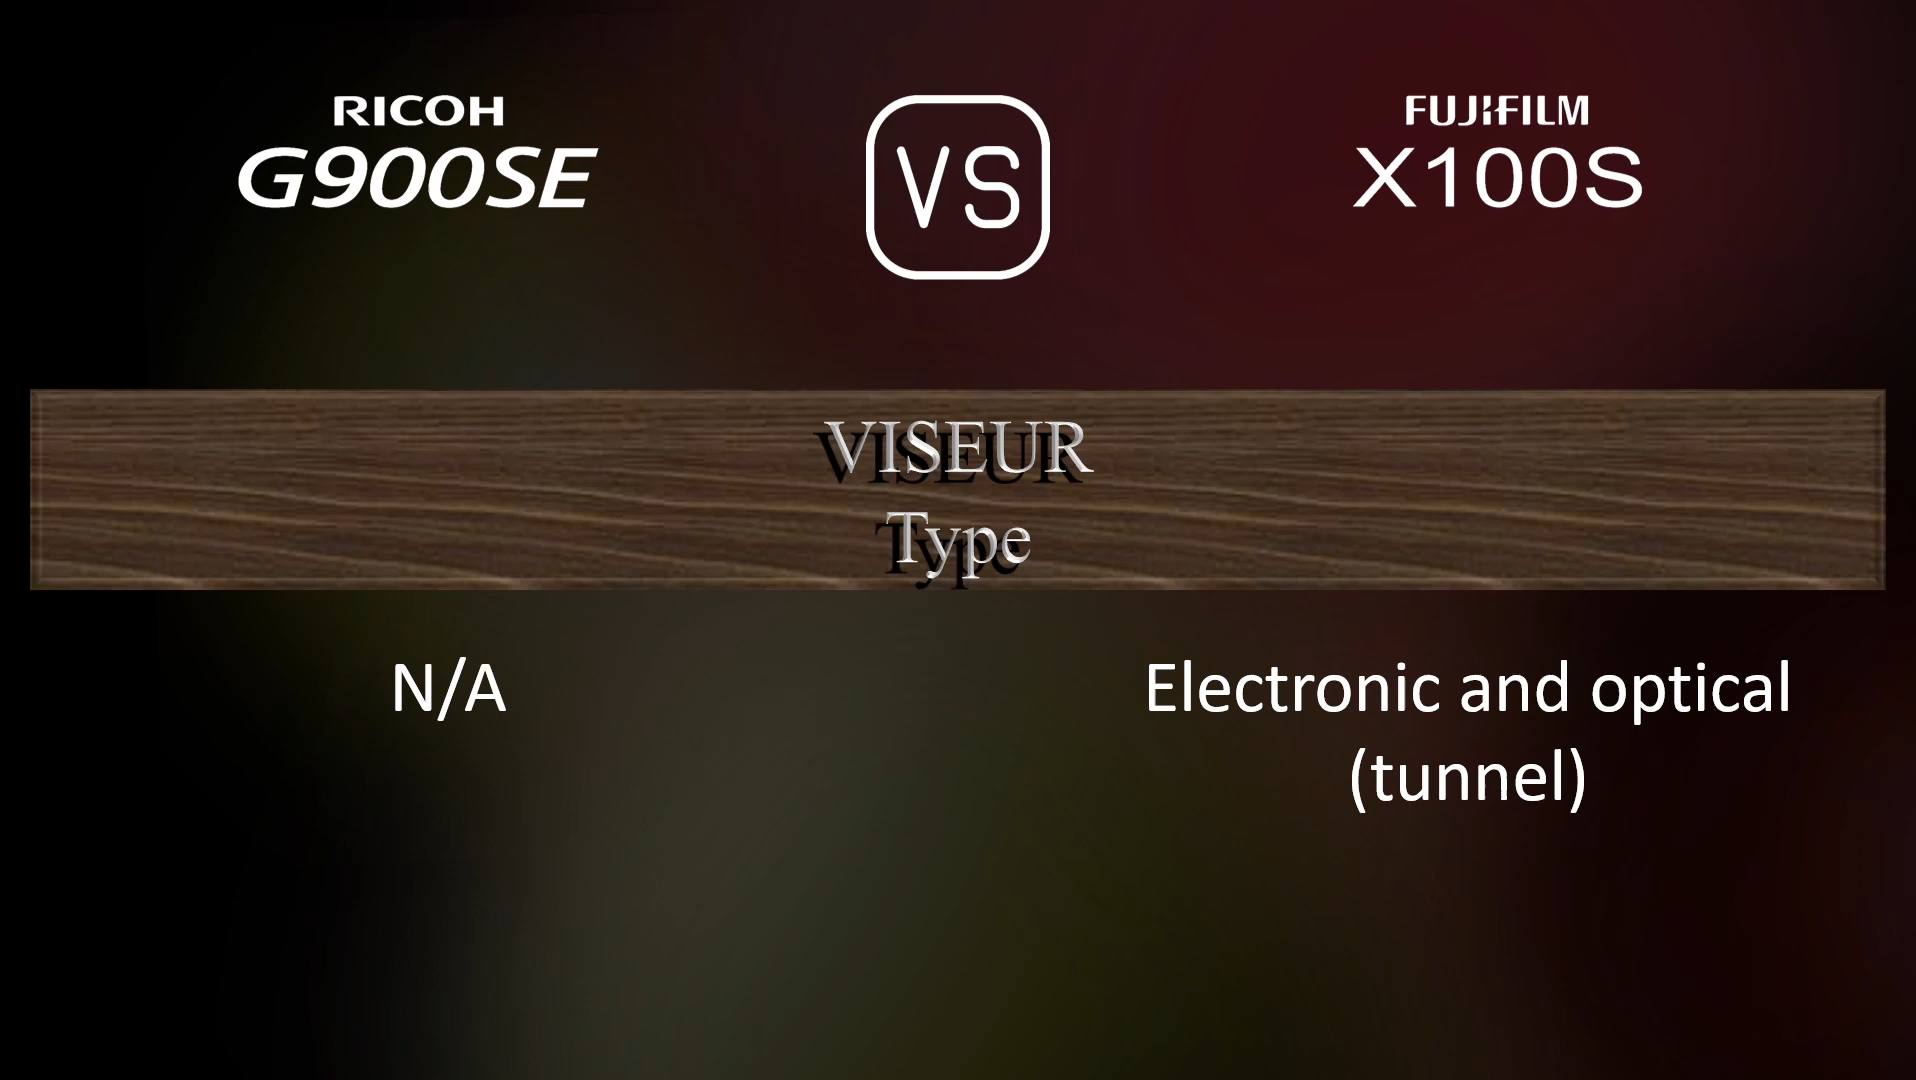 RICOH
G900SE
VS
FUJIFILM
X100S
VISEUR
Type
N/A
Electronic and optical
(tunnel)